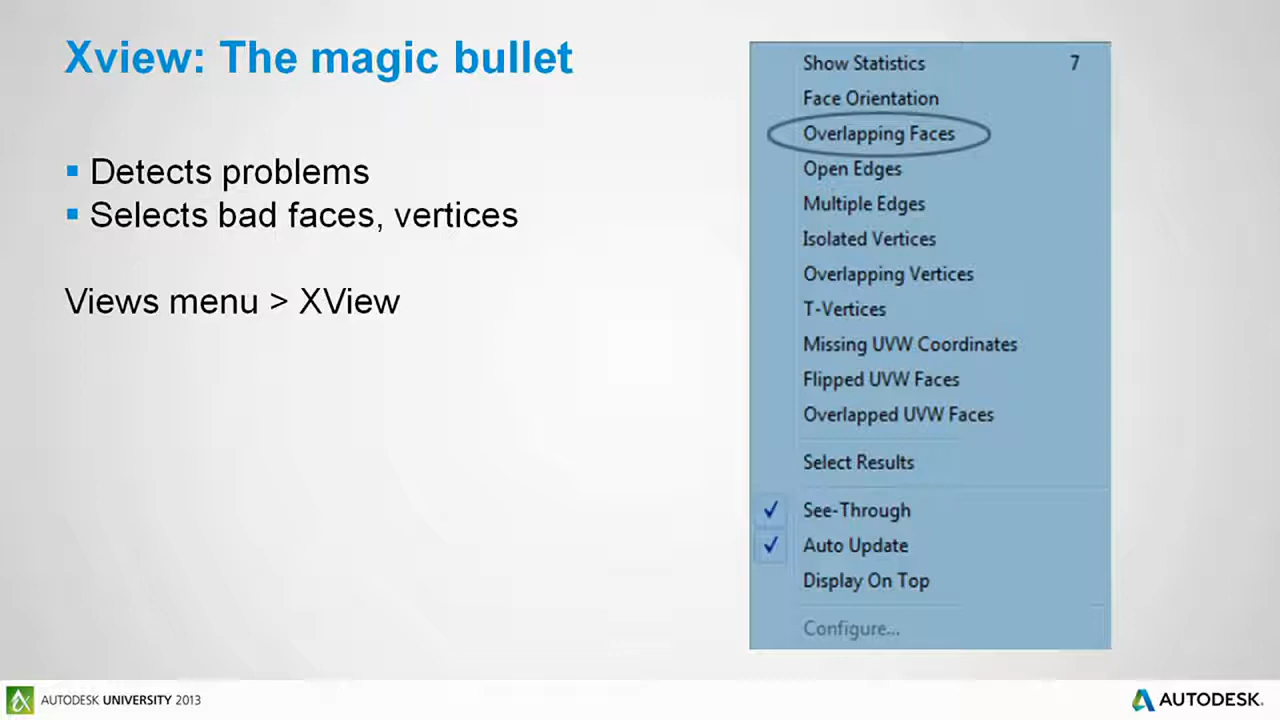 Xview: The magic bullet
▪ Detects problems
▪ Selects bad faces, vertices
Views menu > XView
Show Statistics 7
Face Orientation
Overlapping Faces
Open Edges
Multiple Edges
Isolated Vertices
Overlapping Vertices
T-Vertices
Missing UVW Coordinates
Flipped UVW Faces
Overlapped UVW Faces
Select Results
✓ See-Through
✓ Auto Update
Display On Top
Configure...
AUTODESK UNIVERSITY 2013
AUTODESK.